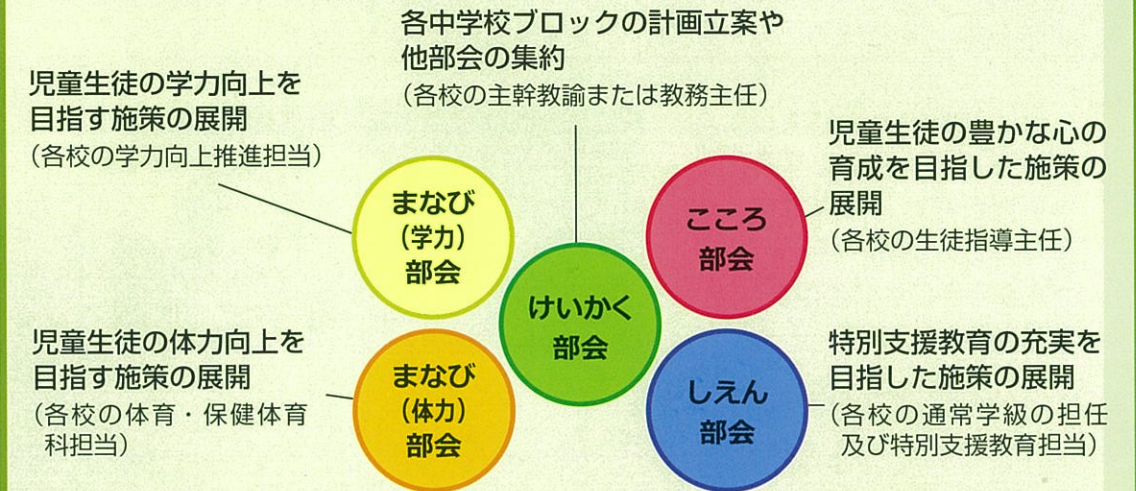 各中学校ブロックの計画立案や
他部会の集約
（各校の主幹教諭または教務主任）
児童生徒の学力向上を
目指す施策の展開
（各校の学力向上推進担当）
児童生徒の豊かな心の
育成を目指した施策の
展開
（各校の生徒指導主任）
まなび
（学力）
部会
こころ
部会
けいかく
部会
児童生徒の体力向上を
目指す施策の展開
（各校の体育・保健体育
科担当）
まなび
（体力）
部会
しえん
部会
特別支援教育の充実を
目指した施策の展開
（各校の通常学級の担任
及び特別支援教育担当）